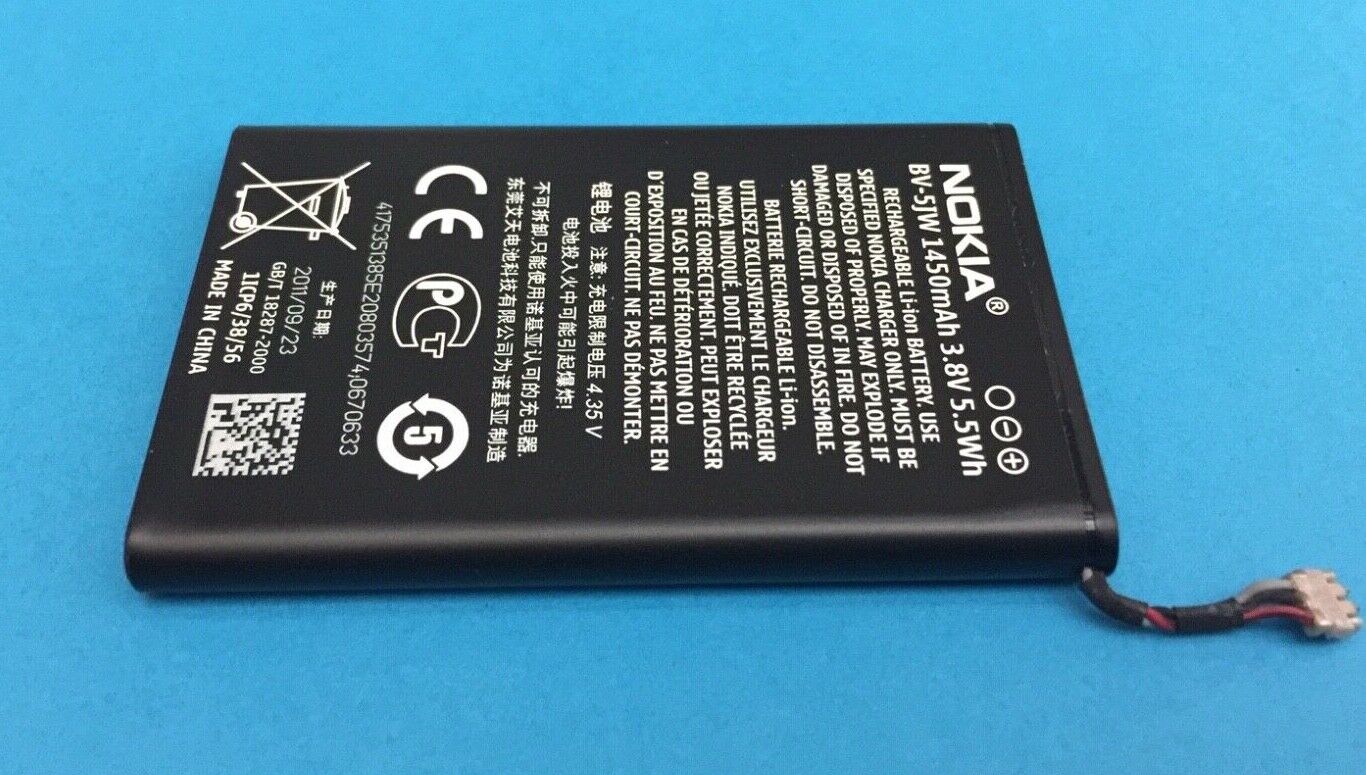 NOKIA®
BV-5JW 1450mAh 3.8V 5.5Wh
RECHARGEABLE Li-ion BATTERY. USE
SPECIFIED NOKIA CHARGER ONLY. MUST BE
DISPOSED OF PROPERLY. MAY EXPLODE IF
DAMAGED OR DISPOSED OF IN FIRE. DO NOT
SHORT-CIRCUIT. DO NOT DISASSEMBLE.
BATTERIE RECHARGEABLE Li-ion.
UTILISEZ EXCLUSIVEMENT LE CHARGEUR
NOKIA INDIQUÉ. DOIT ÊTRE RECYCLÉE
OU JETÉE CORRECTEMENT. PEUT EXPLOSER
EN CAS DE DÉTÉRIORATION OU
D'EXPOSITION AU FEU. NE PAS METTRE EN
COURT-CIRCUIT. NE PAS DÉMONTER.
锂电池 注意: 充电限制电压 4.35 V
电池投入火中可能引起爆炸!
不可拆卸只能使用诺基亚认可的充电器.
东莞艾天电池科技有限公司为诺基亚制造
CE PCT 5
4175351385E20803574;0670633
生产日期:
2011/09/23
GB/T 18287-2000
1ICP6/38/56
MADE IN CHINA